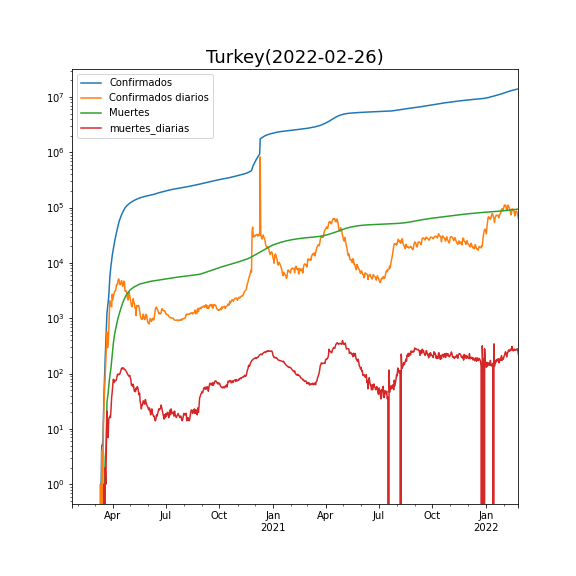 Turkey(2022-02-26)
Confirmados
Confirmados diarios
Muertes
muertes_diarias
10⁷
10⁶
10⁵
10⁴
10³
10²
10¹
10⁰
Apr Jul Oct Jan Apr Jul Oct Jan
2021 2022